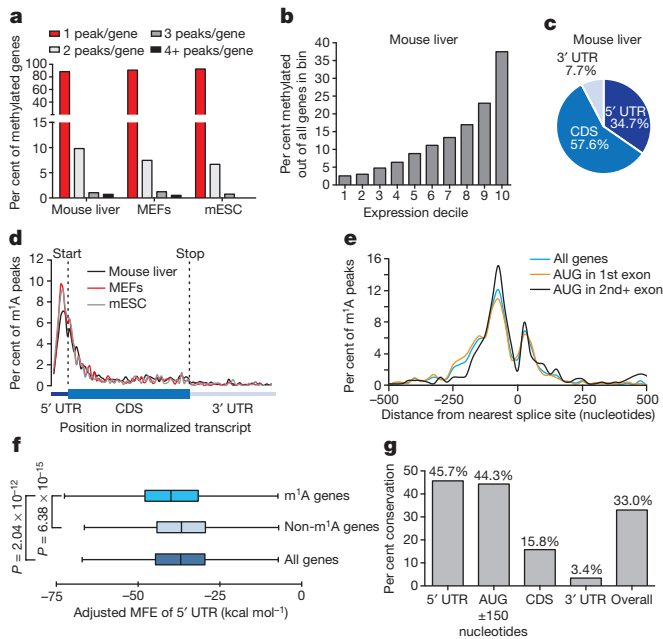 a
1 peak/gene 3 peaks/gene
2 peaks/gene 4+ peaks/gene
Per cent of methylated genes
100
80
60
40
15
10
5
0
Mouse liver MEFs mESC
b
Mouse liver
Per cent methylated
out of all genes in bin
40
35
30
25
20
15
10
5
0
1 2 3 4 5 6 7 8 9 10
Expression decile
c
Mouse liver
3′ UTR
7.7%
5′ UTR
34.7%
CDS
57.6%
d
Start Stop
Mouse liver
MEFs
mESC
Per cent of m¹A peaks
12
10
8
6
4
2
0
5′ UTR CDS 3′ UTR
Position in normalized transcript
e
All genes
AUG in 1st exon
AUG in 2nd+ exon
Per cent of m¹A peaks
16
12
8
4
0
−500 −250 0 250 500
Distance from nearest splice site (nucleotides)
f
P = 2.04 × 10⁻¹²
P = 6.38 × 10⁻¹⁵
m¹A genes
Non-m¹A genes
All genes
−75 −50 −25 0
Adjusted MFE of 5′ UTR (kcal mol⁻¹)
g
Per cent conservation
60
50
40
30
20
10
0
45.7% 44.3% 15.8% 3.4% 33.0%
5′ UTR AUG CDS 3′ UTR Overall
±150
nucleotides